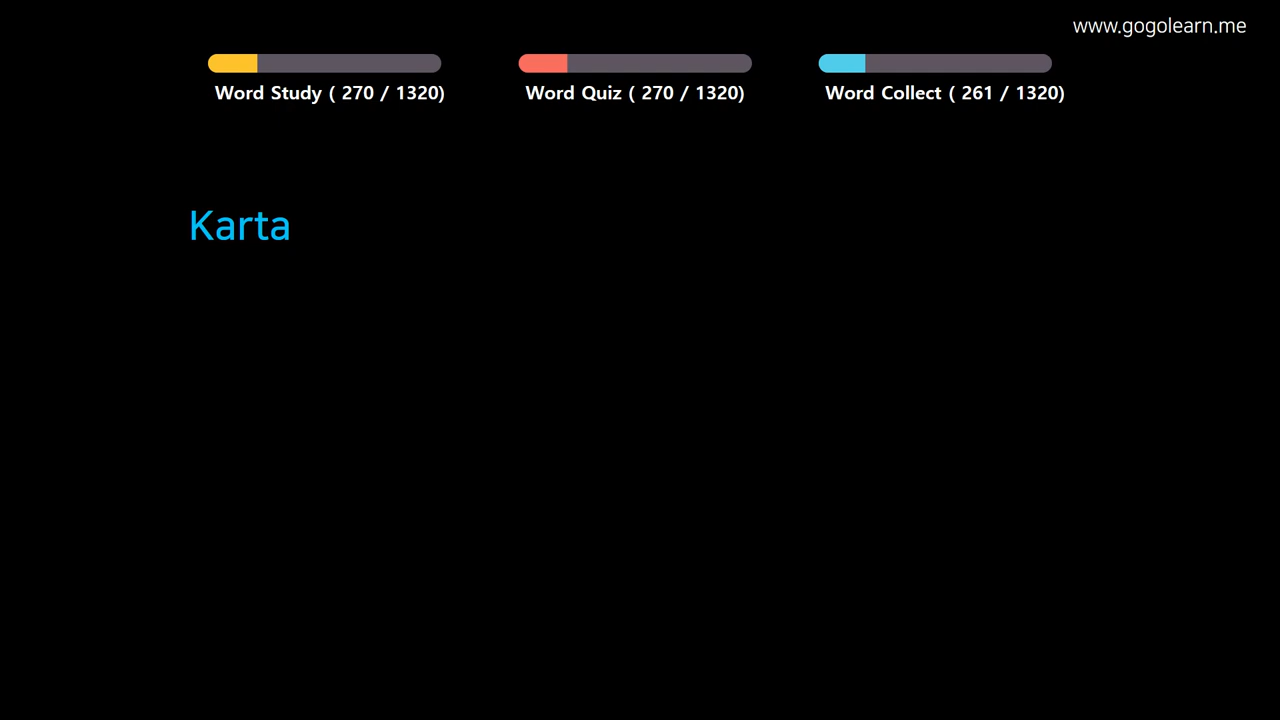 www.gogolearn.me
Word Study ( 270 / 1320)
Word Quiz ( 270 / 1320)
Word Collect ( 261 / 1320)
Karta